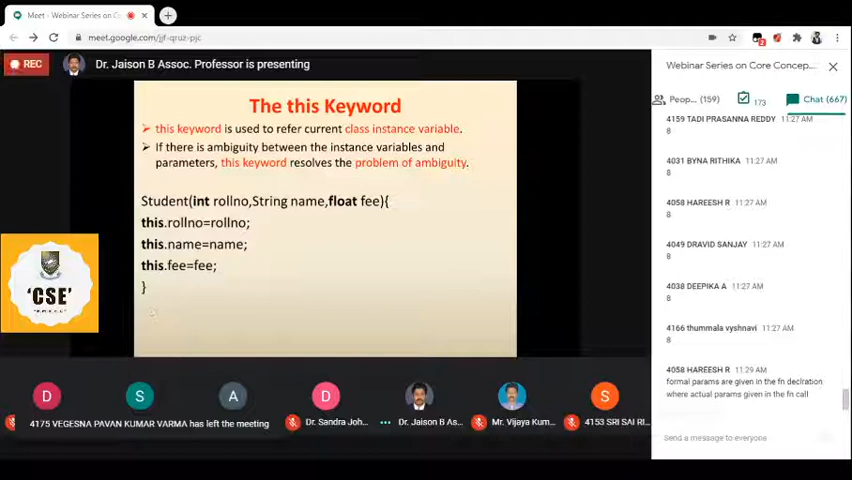 Meet - Webinar Series on C
meet.google.com/jjf-qruz-pjc
2
REC
Dr. Jaison B Assoc. Professor is presenting
The this Keyword
➢ this keyword is used to refer current class instance variable.
➢ If there is ambiguity between the instance variables and
parameters, this keyword resolves the problem of ambiguity.
Student(int rollno,String name,float fee){
this.rollno=rollno;
this.name=name;
this.fee=fee;
}
'CSE'
D
S
A
D
S
4175 VEGESNA PAVAN KUMAR VARMA has left the meeting
Dr. Sandra Joh...
Dr. Jaison B As...
Mr. Vijaya Kum...
4153 SRI SAI RI...
Webinar Series on Core Concep...
Peop... (159)
173
Chat (667)
4159 TADI PRASANNA REDDY 11:27 AM
8
4031 BYNA RITHIKA 11:27 AM
8
4058 HAREESH R 11:27 AM
8
4049 DRAVID SANJAY 11:27 AM
8
4038 DEEPIKA A 11:27 AM
8
4166 thummala vyshnavi 11:27 AM
8
4058 HAREESH R 11:29 AM
formal params are given in the fn declration
where actual params given in the fn call
Send a message to everyone